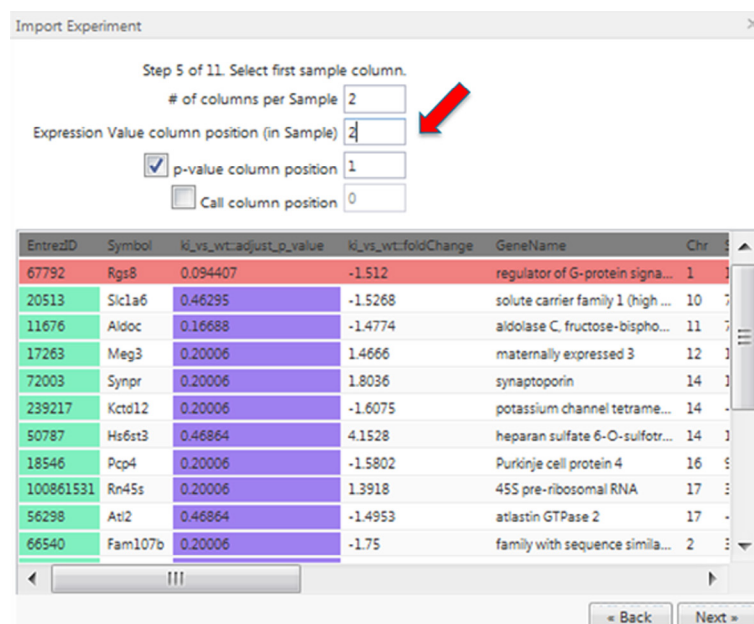 Import Experiment
Step 5 of 11. Select first sample column.
# of columns per Sample 2
Expression Value column position (in Sample) 2
p-value column position 1
Call column position 0
EntrezID Symbol ki_vs_wt::adjust_p_value ki_vs_wt::foldChange GeneName Chr
67792 Rgs8 0.094407 -1.512 regulator of G-protein signa... 1
20513 Slc1a6 0.46295 -1.5268 solute carrier family 1 (high ... 10
11676 Aldoc 0.16688 -1.4774 aldolase C, fructose-bispho... 11
17263 Meg3 0.20006 1.4666 maternally expressed 3 12
72003 Synpr 0.20006 1.8036 synaptoporin 14
239217 Kctd12 0.20006 -1.6075 potassium channel tetrame... 14
50787 Hs6st3 0.46864 4.1528 heparan sulfate 6-O-sulfotr... 14
18546 Pcp4 0.20006 -1.5802 Purkinje cell protein 4 16
100861531 Rn45s 0.20006 1.3918 45S pre-ribosomal RNA 17
56298 Atl2 0.46864 -1.4953 atlastin GTPase 2 17
66540 Fam107b 0.20006 -1.75 family with sequence simila... 2
« Back Next »